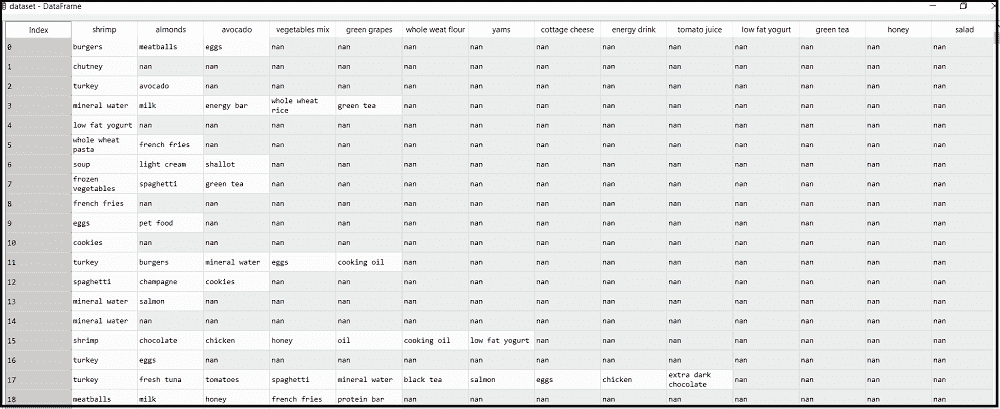 dataset - DataFrame
Index shrimp almonds avocado vegetables mix green grapes whole weat flour yams cottage cheese energy drink tomato juice low fat yogurt green tea honey salad
0 burgers meatballs eggs nan nan nan nan nan nan nan nan nan nan nan
1 chutney nan nan nan nan nan nan nan nan nan nan nan nan nan
2 turkey avocado nan nan nan nan nan nan nan nan nan nan nan nan
3 mineral water milk energy bar whole wheat rice green tea nan nan nan nan nan nan nan nan nan
4 low fat yogurt nan nan nan nan nan nan nan nan nan nan nan nan nan
5 whole wheat pasta french fries nan nan nan nan nan nan nan nan nan nan nan nan
6 soup light cream shallot nan nan nan nan nan nan nan nan nan nan nan
7 frozen vegetables spaghetti green tea nan nan nan nan nan nan nan nan nan nan nan
8 french fries nan nan nan nan nan nan nan nan nan nan nan nan nan
9 eggs pet food nan nan nan nan nan nan nan nan nan nan nan nan
10 cookies nan nan nan nan nan nan nan nan nan nan nan nan nan
11 turkey burgers mineral water eggs cooking oil nan nan nan nan nan nan nan nan nan
12 spaghetti champagne cookies nan nan nan nan nan nan nan nan nan nan nan
13 mineral water salmon nan nan nan nan nan nan nan nan nan nan nan nan
14 mineral water nan nan nan nan nan nan nan nan nan nan nan nan nan
15 shrimp chocolate chicken honey oil cooking oil low fat yogurt nan nan nan nan nan nan nan
16 turkey eggs nan nan nan nan nan nan nan nan nan nan nan nan
17 turkey fresh tuna tomatoes spaghetti mineral water black tea salmon eggs chicken extra dark chocolate nan nan nan nan
18 meatballs milk honey french fries protein bar nan nan nan nan nan nan nan nan nan